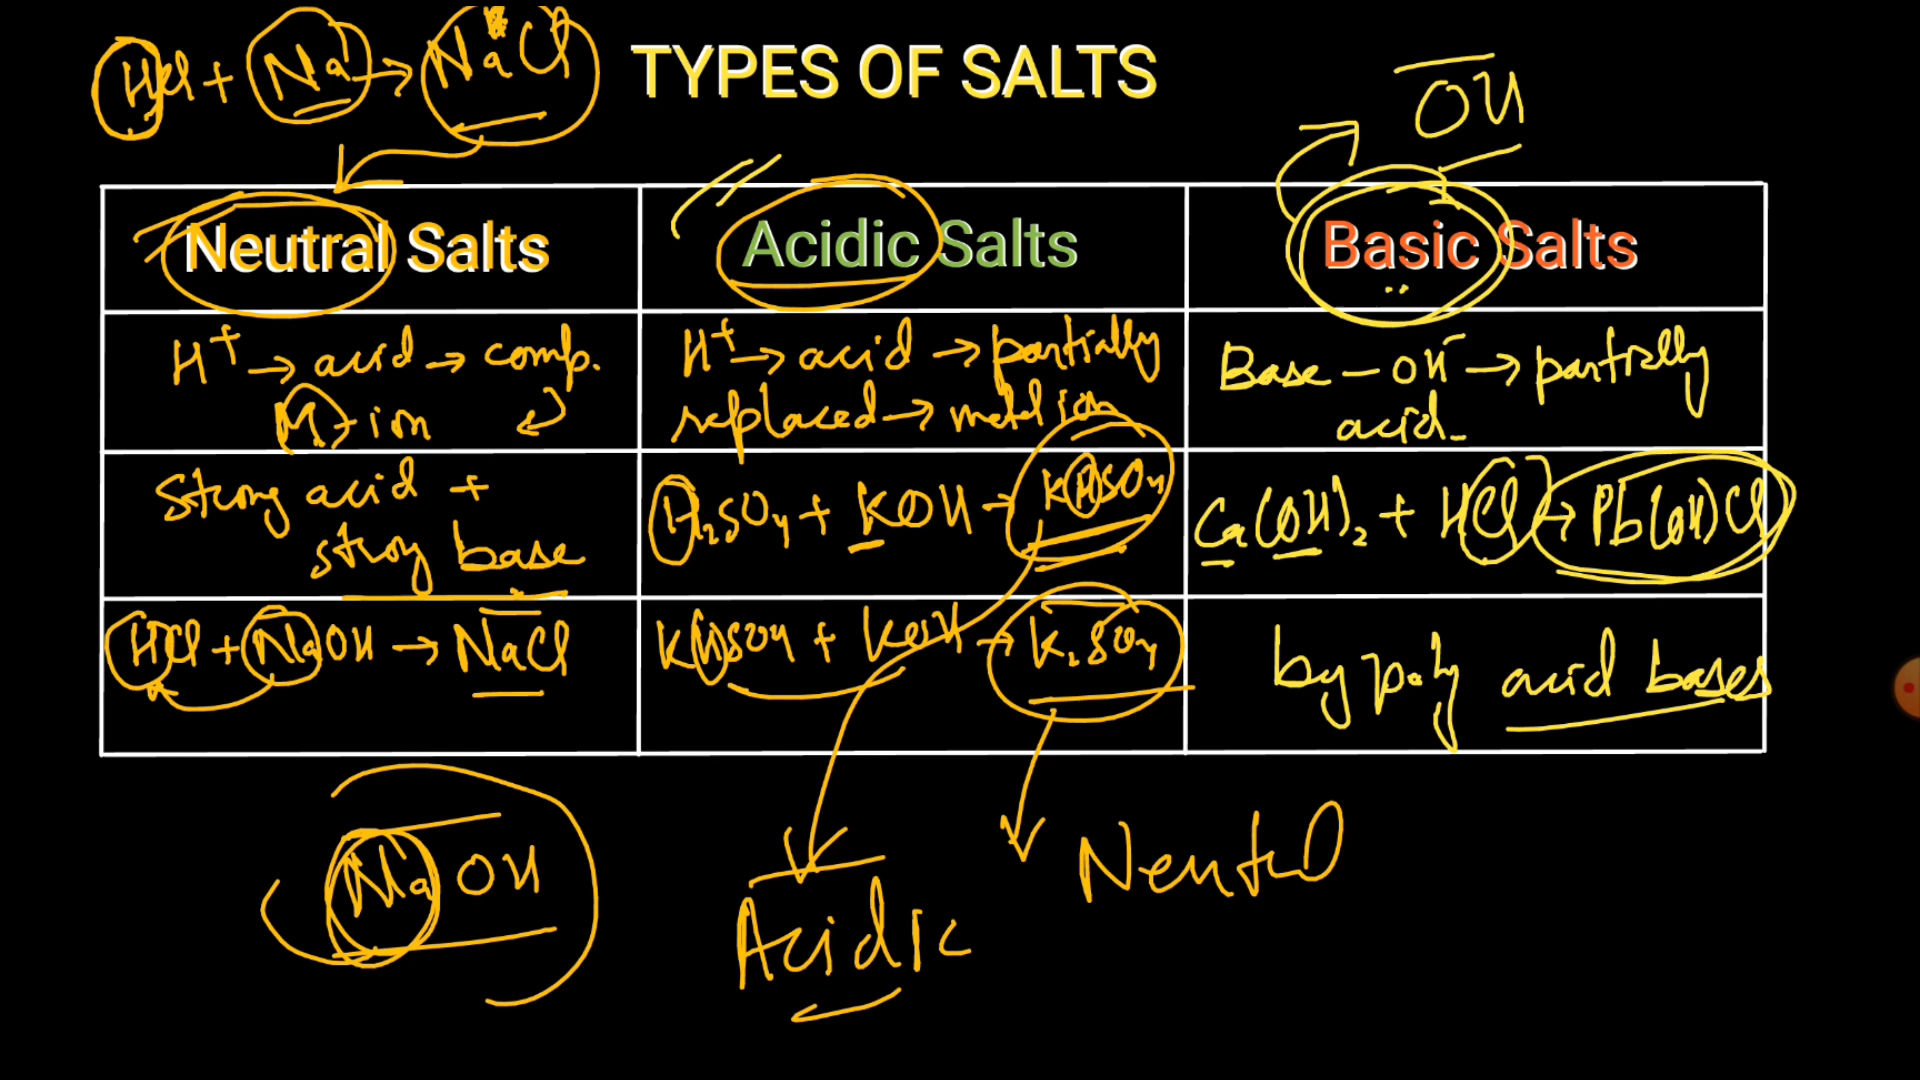 HCl + Na → NaCl
TYPES OF SALTS
OH
Neutral Salts
Acidic Salts
Basic Salts
H⁺ → acid → comp.
M⁺ ion
H⁺ → acid → partially
replaced → metal ion
Base - OH⁻ → partially
acid
Strong acid +
strong base
H₂SO₄ + KOH → KHSO₄
Ca(OH)₂ + HCl → Pb(OH)Cl
HCl + NaOH → NaCl
KHSO₄ + KOH → K₂SO₄
by poly acid bases
NaOH
Acidic
Neutral